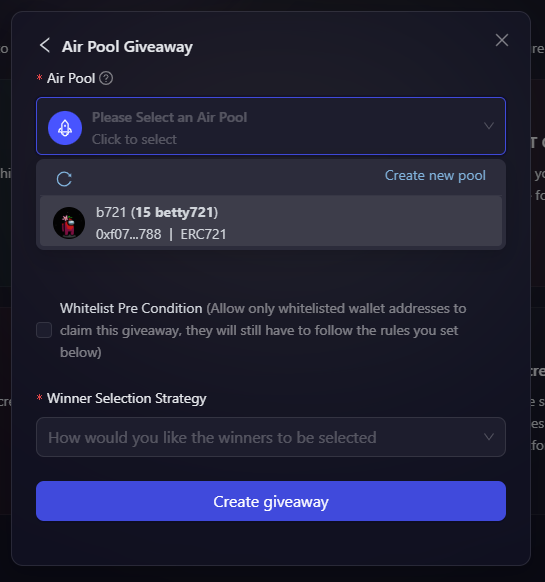 Air Pool Giveaway
* Air Pool
Please Select an Air Pool
Click to select
Create new pool
b721 (15 betty721)
0xf07...788 | ERC721
Whitelist Pre Condition (Allow only whitelisted wallet addresses to
claim this giveaway, they will still have to follow the rules you set
below)
* Winner Selection Strategy
How would you like the winners to be selected
Create giveaway